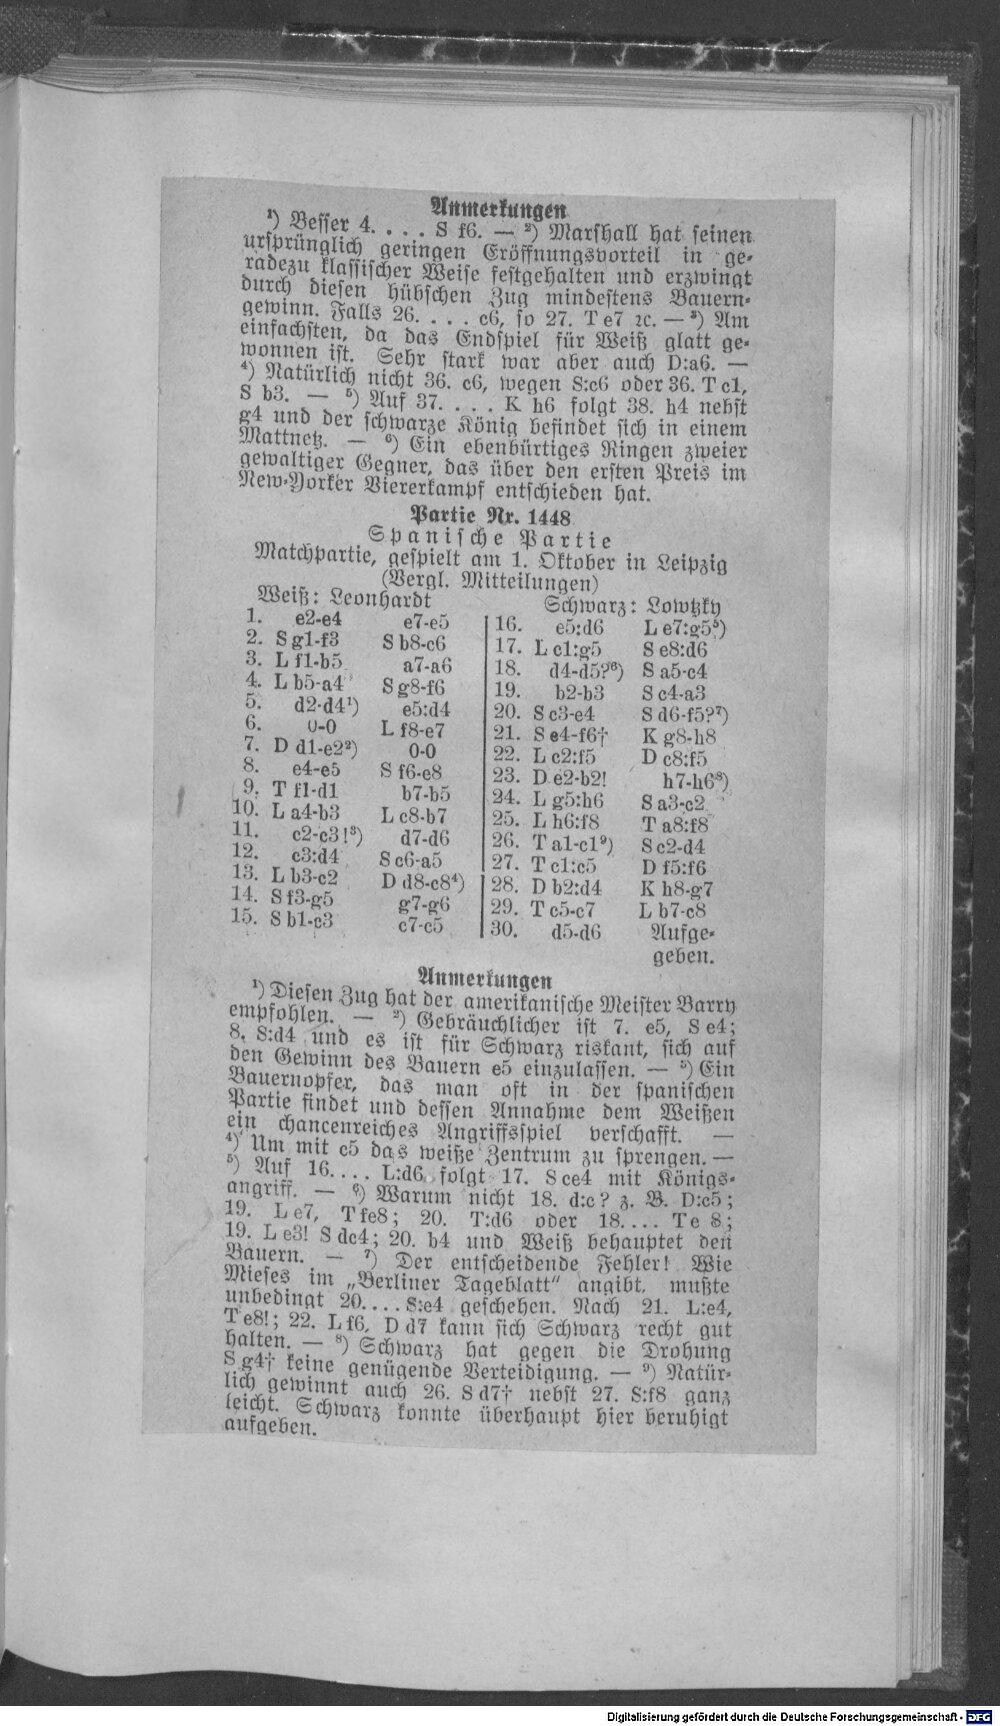 Anmerkungen
¹) Besser 4. . . . S f6. — ²) Marshall hat seinen
ursprünglich geringen Eröffnungsvorteil in ge-
radezu klassischer Weise festgehalten und erzwingt
durch diesen hübschen Zug mindestens Bauern-
gewinn. Falls 26. . . . c6, so 27. T e7 ꝛc. — ³) Am
einfachsten, da das Endspiel für Weiß glatt ge-
wonnen ist. Sehr stark war aber auch D:a6. —
⁴) Natürlich nicht 36. c6, wegen S:c6 oder 36. T c1,
S b3. — ⁵) Auf 37. . . . K h6 folgt 38. h4 nebst
g4 und der schwarze König befindet sich in einem
Mattnetz. — ⁶) Ein ebenbürtiges Ringen zweier
gewaltiger Gegner, das über den ersten Preis im
New-Yorker Viererkampf entschieden hat.
Partie Nr. 1448
Spanische Partie
Matchpartie, gespielt am 1. Oktober in Leipzig
(Vergl. Mitteilungen)
Weiß: Leonhardt Schwarz: Lowtzky
1. e2-e4 e7-e5
2. S g1-f3 S b8-c6
3. L f1-b5 a7-a6
4. L b5-a4 S g8-f6
5. d2-d4¹) e5:d4
6. 0-0 L f8-e7
7. D d1-e2²) 0-0
8. e4-e5 S f6-e8
9. T f1-d1 b7-b5
10. L a4-b3 L c8-b7
11. c2-c3!³) d7-d6
12. c3:d4 S c6-a5
13. L b3-c2 D d8-c8⁴)
14. S f3-g5 g7-g6
15. S b1-c3 c7-c5
16. e5:d6 L e7:g5⁵)
17. L c1:g5 S e8:d6
18. d4-d5?⁶) S a5-c4
19. b2-b3 S c4-a3
20. S c3-e4 S d6-f5?⁷)
21. S e4-f6† K g8-h8
22. L c2:f5 D c8:f5
23. D e2-b2! h7-h6⁸)
24. L g5:h6 S a3-c2
25. L h6:f8 T a8:f8
26. T a1-c1⁹) S c2-d4
27. T c1:c5 D f5:f6
28. D b2:d4 K h8-g7
29. T c5-c7 L b7-c8
30. d5-d6 Aufge-
geben.
Anmerkungen
¹) Diesen Zug hat der amerikanische Meister Barry
empfohlen. — ²) Gebräuchlicher ist 7. e5, S e4;
8. S:d4 und es ist für Schwarz riskant, sich auf
den Gewinn des Bauern e5 einzulassen. — ³) Ein
Bauernopfer, das man oft in der spanischen
Partie findet und dessen Annahme dem Weißen
ein chancenreiches Angriffsspiel verschafft. —
⁴) Um mit c5 das weiße Zentrum zu sprengen. —
⁵) Auf 16. . . . L:d6 folgt 17. S ce4 mit Königs-
angriff. — ⁶) Warum nicht 18. d:c? z. B. D:c5;
19. L e7, T fe8; 20. T:d6 oder 18. . . . T e 8;
19. L e3! S dc4; 20. b4 und Weiß behauptet den
Bauern. — ⁷) Der entscheidende Fehler! Wie
Mieses im „Berliner Tageblatt“ angibt, mußte
unbedingt 20. . . . S:e4 geschehen. Nach 21. L:e4,
T e8!; 22. L f6, D d7 kann sich Schwarz recht gut
halten. — ⁸) Schwarz hat gegen die Drohung
S g4† keine genügende Verteidigung. — ⁹) Natür-
lich gewinnt auch 26. S d7† nebst 27. S:f8 ganz
leicht. Schwarz konnte überhaupt hier beruhigt
aufgeben.
Digitalisierung gefördert durch die Deutsche Forschungsgemeinschaft - DFG